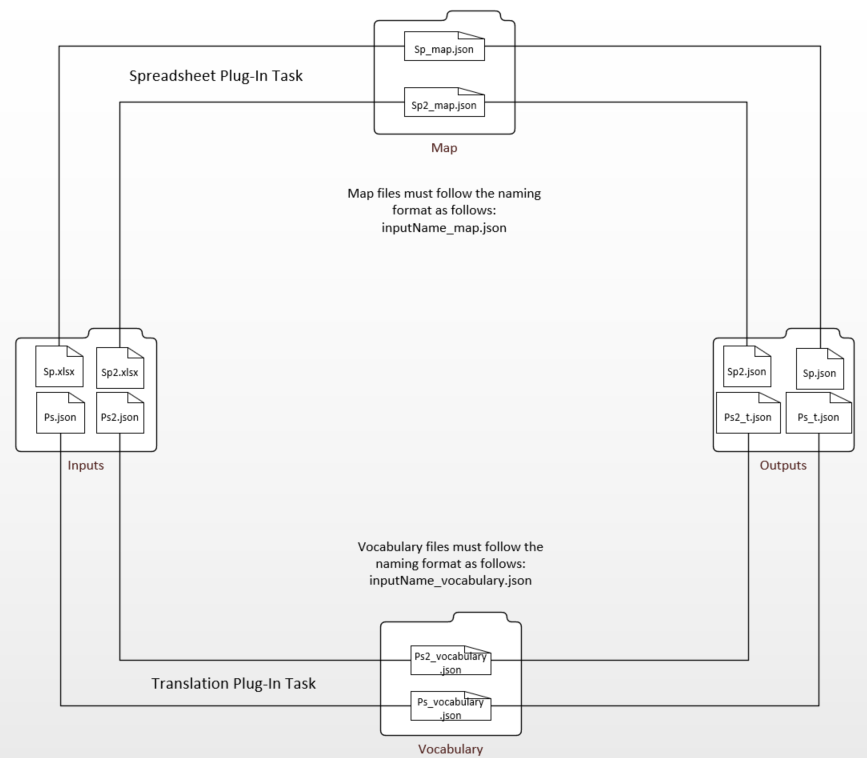 Sp_map.json
Spreadsheet Plug-In Task
Sp2_map.json
Map
Map files must follow the naming
format as follows:
inputName_map.json
Sp.xlsx
Sp2.xlsx
Ps.json
Ps2.json
Inputs
Sp2.json
Sp.json
Ps2_t.json
Ps_t.json
Outputs
Vocabulary files must follow the
naming format as follows:
inputName_vocabulary.json
Ps2_vocabulary
.json
Translation Plug-In Task
Ps_vocabulary
.json
Vocabulary